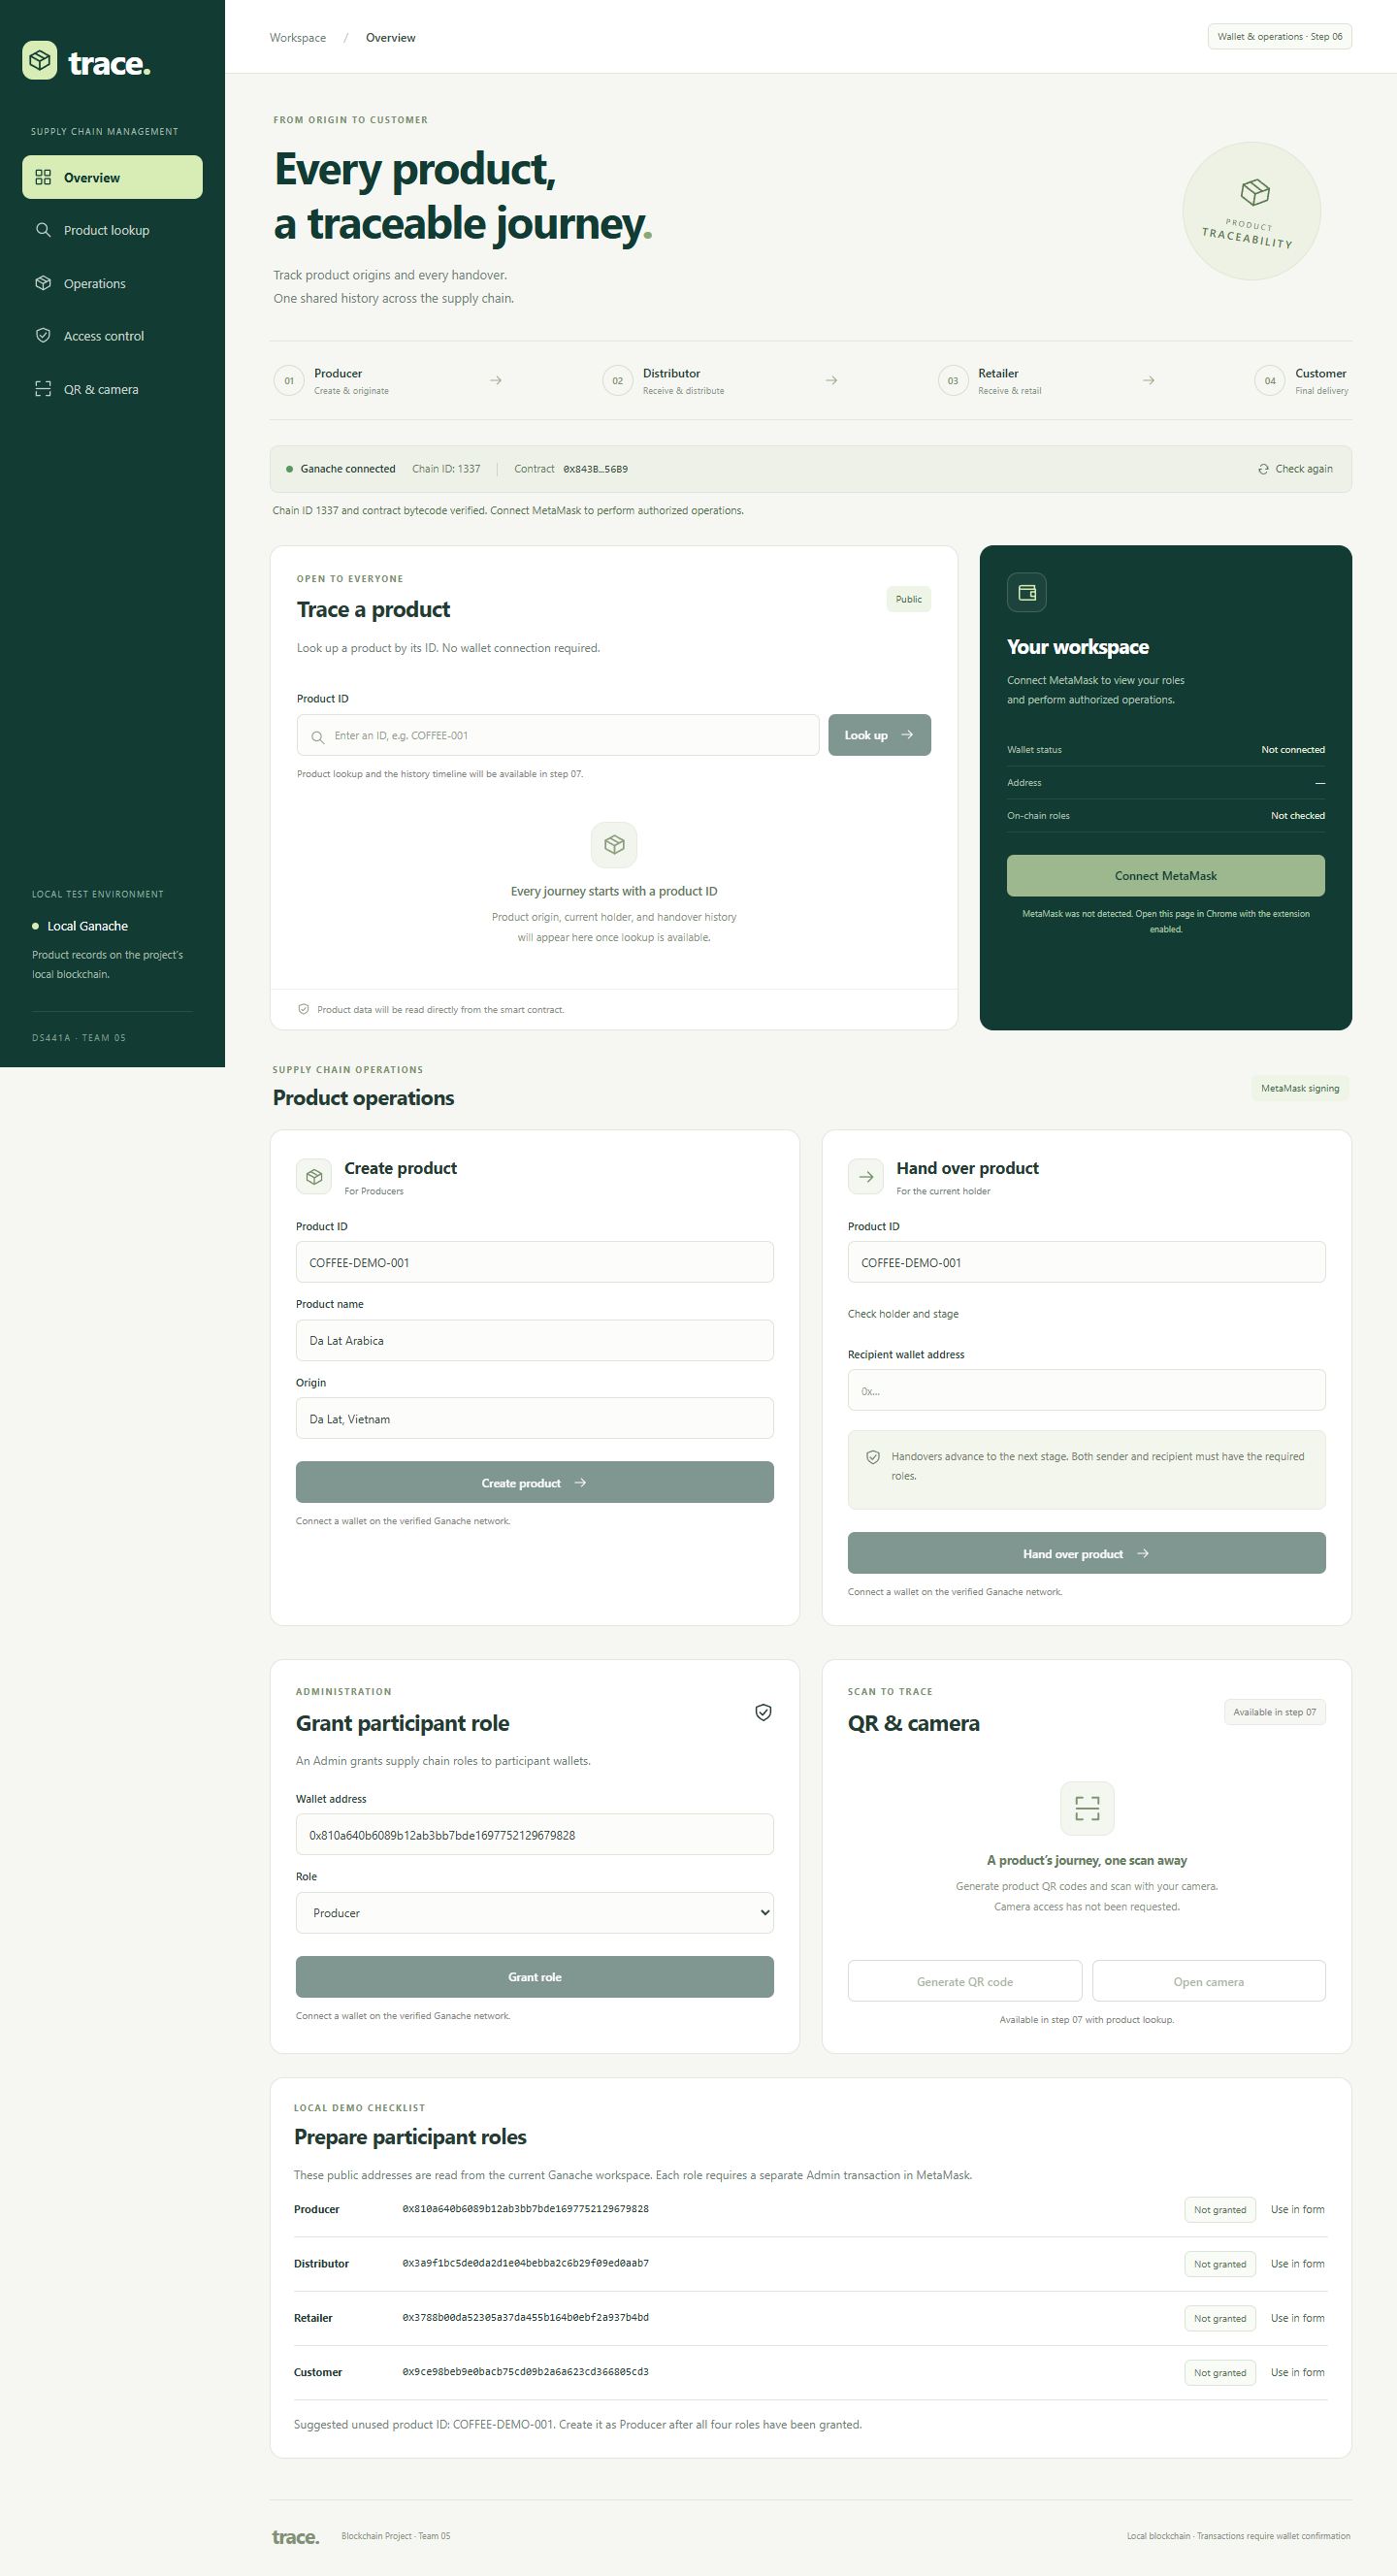 trace.
SUPPLY CHAIN MANAGEMENT
Overview
Product lookup
Operations
Access control
QR & camera
LOCAL TEST ENVIRONMENT
Local Ganache
Product records on the project's
local blockchain.
DS441A · TEAM 05
Workspace / Overview
Wallet & operations · Step 06
FROM ORIGIN TO CUSTOMER
Every product,
a traceable journey.
Track product origins and every handover.
One shared history across the supply chain.
PRODUCT
TRACEABILITY
01
Producer
Create & originate
02
Distributor
Receive & distribute
03
Retailer
Receive & retail
04
Customer
Final delivery
Ganache connected
Chain ID: 1337
Contract 0x843B…56B9
Check again
Chain ID 1337 and contract bytecode verified. Connect MetaMask to perform authorized operations.
OPEN TO EVERYONE
Trace a product
Public
Look up a product by its ID. No wallet connection required.
Product ID
Enter an ID, e.g. COFFEE-001
Look up
Product lookup and the history timeline will be available in step 07.
Every journey starts with a product ID
Product origin, current holder, and handover history
will appear here once lookup is available.
Product data will be read directly from the smart contract.
Your workspace
Connect MetaMask to view your roles
and perform authorized operations.
Wallet status
Not connected
Address
—
On-chain roles
Not checked
Connect MetaMask
MetaMask was not detected. Open this page in Chrome with the extension
enabled.
SUPPLY CHAIN OPERATIONS
Product operations
MetaMask signing
Create product
For Producers
Product ID
COFFEE-DEMO-001
Product name
Da Lat Arabica
Origin
Da Lat, Vietnam
Create product
Connect a wallet on the verified Ganache network.
Hand over product
For the current holder
Product ID
COFFEE-DEMO-001
Check holder and stage
Recipient wallet address
0x...
Handovers advance to the next stage. Both sender and recipient must have the required
roles.
Hand over product
Connect a wallet on the verified Ganache network.
ADMINISTRATION
Grant participant role
An Admin grants supply chain roles to participant wallets.
Wallet address
0x810a640b6089b12ab3bb7bde1697752129679828
Role
Producer
Grant role
Connect a wallet on the verified Ganache network.
SCAN TO TRACE
QR & camera
Available in step 07
A product's journey, one scan away
Generate product QR codes and scan with your camera.
Camera access has not been requested.
Generate QR code
Open camera
Available in step 07 with product lookup.
LOCAL DEMO CHECKLIST
Prepare participant roles
These public addresses are read from the current Ganache workspace. Each role requires a separate Admin transaction in MetaMask.
Producer 0x810a640b6089b12ab3bb7bde1697752129679828 Not granted Use in form
Distributor 0x3a9f1bc5de0da2d1e04bebba2c6b29f09ed0aab7 Not granted Use in form
Retailer 0x3788b00da52305a37da455b164b0ebf2a937b4bd Not granted Use in form
Customer 0x9ce98beb9e0bacb75cd09b2a6a623cd366805cd3 Not granted Use in form
Suggested unused product ID: COFFEE-DEMO-001. Create it as Producer after all four roles have been granted.
trace.
Blockchain Project · Team 05
Local blockchain · Transactions require wallet confirmation